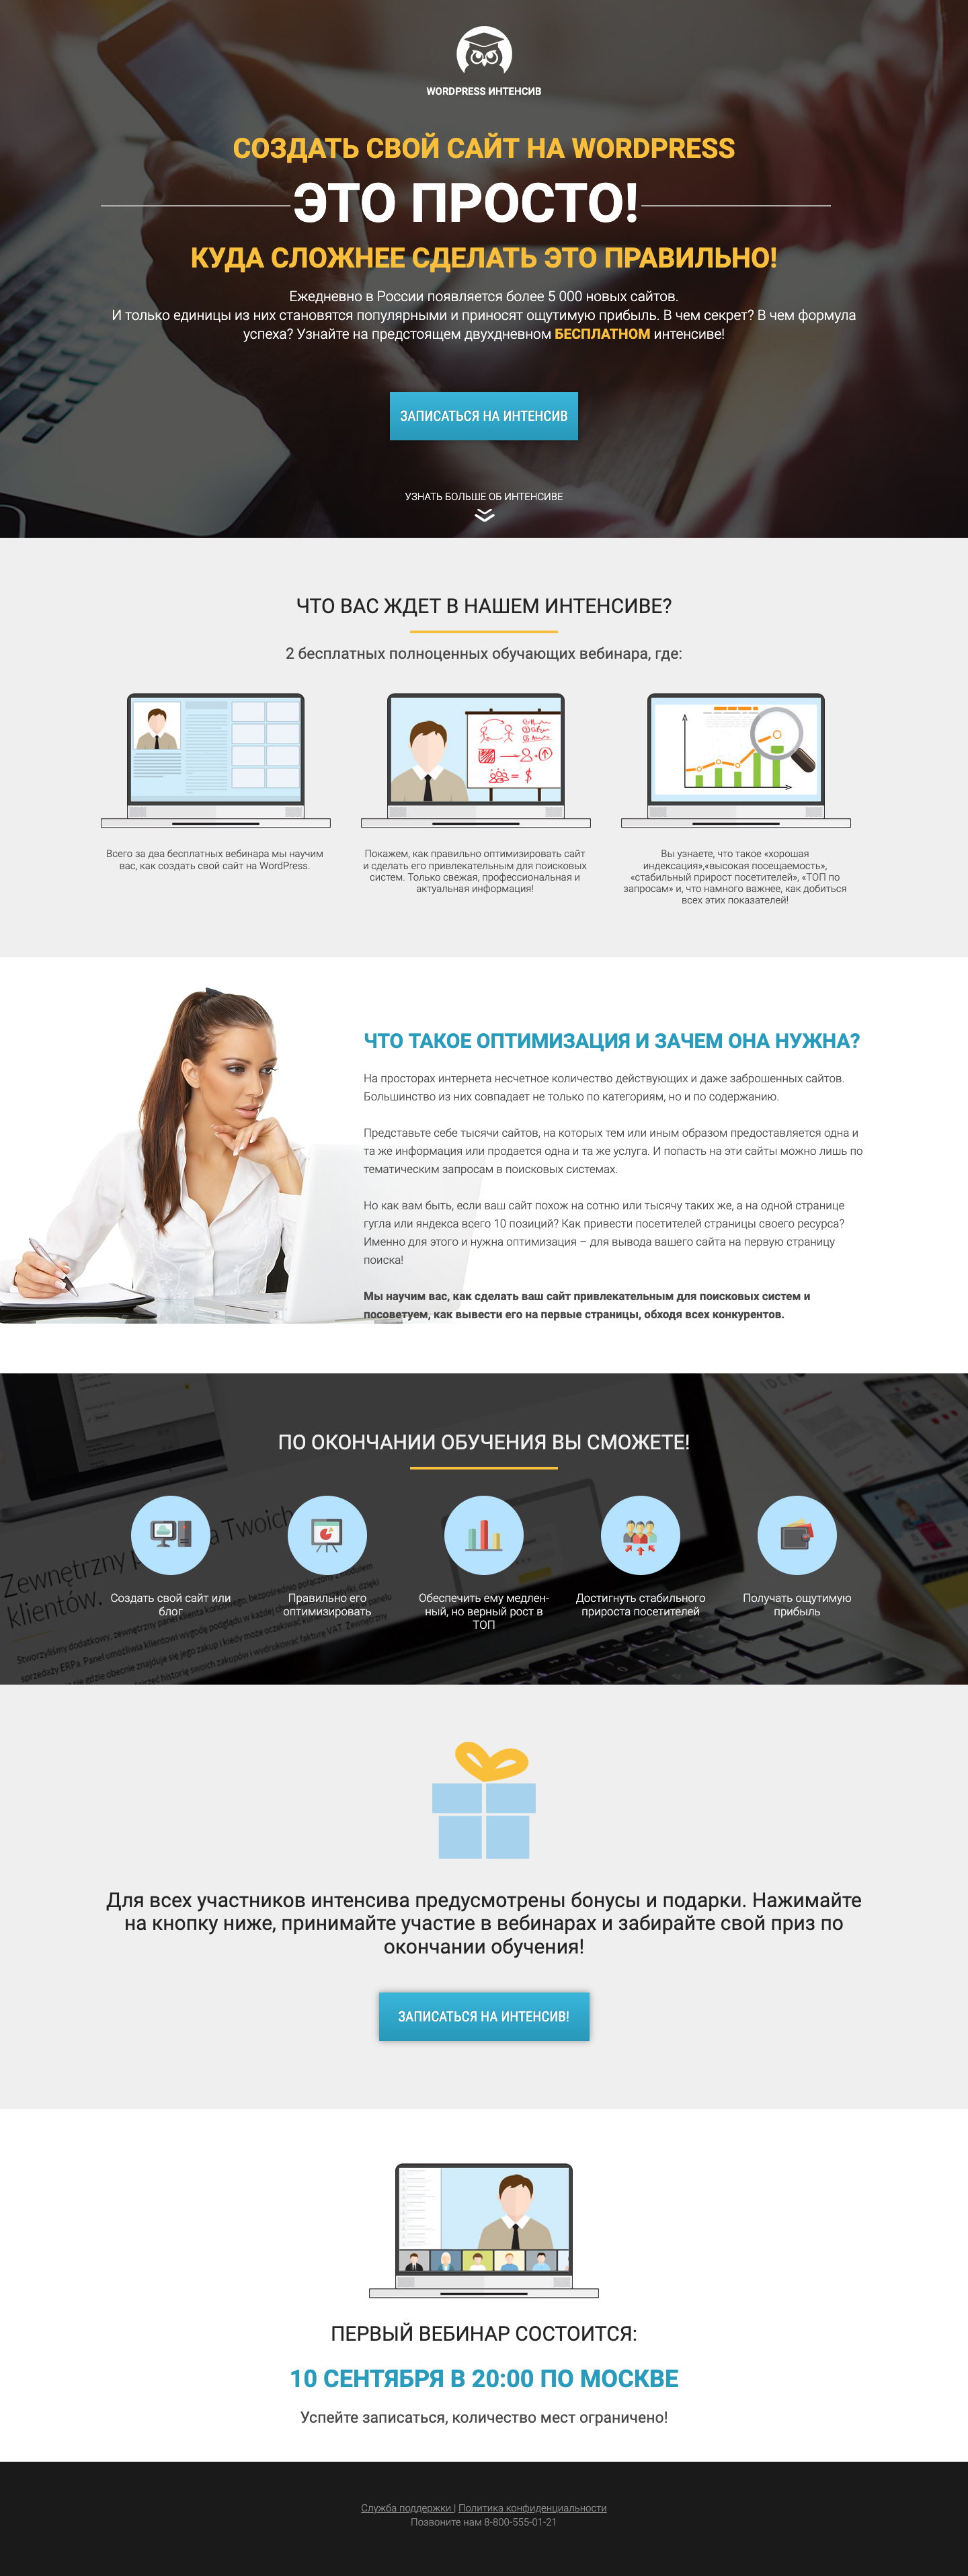 WORDPRESS ИНТЕНСИВ
СОЗДАТЬ СВОЙ САЙТ НА WORDPRESS
ЭТО ПРОСТО!
КУДА СЛОЖНЕЕ СДЕЛАТЬ ЭТО ПРАВИЛЬНО!
Ежедневно в России появляется более 5 000 новых сайтов.
И только единицы из них становятся популярными и приносят ощутимую прибыль. В чем секрет? В чем формула
успеха? Узнайте на предстоящем двухдневном БЕСПЛАТНОМ интенсиве!
ЗАПИСАТЬСЯ НА ИНТЕНСИВ
УЗНАТЬ БОЛЬШЕ ОБ ИНТЕНСИВЕ
ЧТО ВАС ЖДЕТ В НАШЕМ ИНТЕНСИВЕ?
2 бесплатных полноценных обучающих вебинара, где:
Всего за два бесплатных вебинара мы научим
вас, как создать свой сайт на WordPress.
Покажем, как правильно оптимизировать сайт
и сделать его привлекательным для поисковых
систем. Только свежая, профессиональная и
актуальная информация!
Вы узнаете, что такое «хорошая
индексация»,«высокая посещаемость»,
«стабильный прирост посетителей», «ТОП по
запросам» и, что намного важнее, как добиться
всех этих показателей!
ЧТО ТАКОЕ ОПТИМИЗАЦИЯ И ЗАЧЕМ ОНА НУЖНА?
На просторах интернета несчетное количество действующих и даже заброшенных сайтов.
Большинство из них совпадает не только по категориям, но и по содержанию.
Представьте себе тысячи сайтов, на которых тем или иным образом предоставляется одна и
та же информация или продается одна и та же услуга. И попасть на эти сайты можно лишь по
тематическим запросам в поисковых системах.
Но как вам быть, если ваш сайт похож на сотню или тысячу таких же, а на одной странице
гугла или яндекса всего 10 позиций? Как привести посетителей страницы своего ресурса?
Именно для этого и нужна оптимизация – для вывода вашего сайта на первую страницу
поиска!
Мы научим вас, как сделать ваш сайт привлекательным для поисковых систем и
посоветуем, как вывести его на первые страницы, обходя всех конкурентов.
ПО ОКОНЧАНИИ ОБУЧЕНИЯ ВЫ СМОЖЕТЕ!
Zewnętrzny a Twoich
klientów.
Создать свой сайт или
блог
Правильно его
оптимизировать
Обеспечить ему медлен-
ный, но верный рост в
ТОП
Достигнуть стабильного
прироста посетителей
Получать ощутимую
прибыль
Для всех участников интенсива предусмотрены бонусы и подарки. Нажимайте
на кнопку ниже, принимайте участие в вебинарах и забирайте свой приз по
окончании обучения!
ЗАПИСАТЬСЯ НА ИНТЕНСИВ!
ПЕРВЫЙ ВЕБИНАР СОСТОИТСЯ:
10 СЕНТЯБРЯ В 20:00 ПО МОСКВЕ
Успейте записаться, количество мест ограничено!
Служба поддержки | Политика конфиденциальности
Позвоните нам 8-800-555-01-21